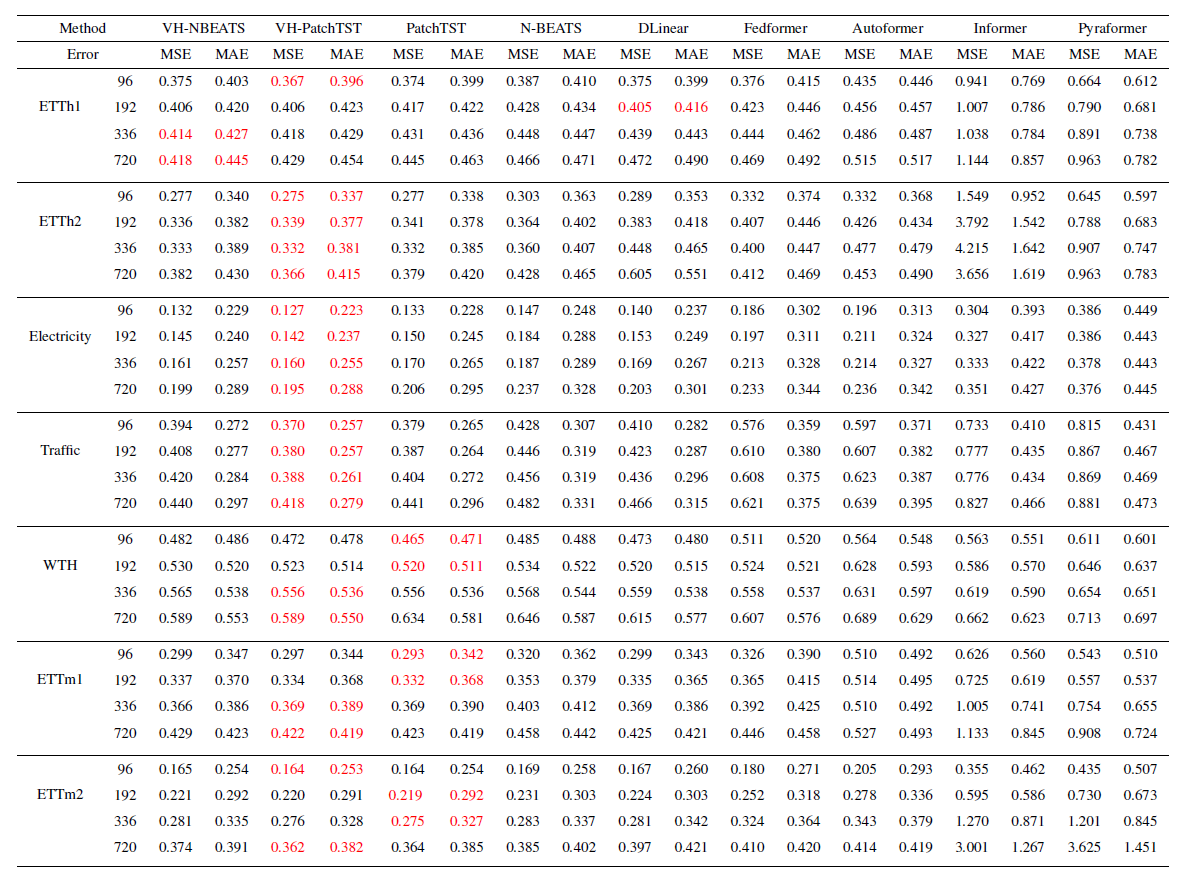 Method VH-NBEATS VH-PatchTST PatchTST N-BEATS DLinear Fedformer Autoformer Informer Pyraformer
Error MSE MAE MSE MAE MSE MAE MSE MAE MSE MAE MSE MAE MSE MAE MSE MAE MSE MAE
96 0.375 0.403 0.367 0.396 0.374 0.399 0.387 0.410 0.375 0.399 0.376 0.415 0.435 0.446 0.941 0.769 0.664 0.612
ETTh1 192 0.406 0.420 0.406 0.423 0.417 0.422 0.428 0.434 0.405 0.416 0.423 0.446 0.456 0.457 1.007 0.786 0.790 0.681
336 0.414 0.427 0.418 0.429 0.431 0.436 0.448 0.447 0.439 0.443 0.444 0.462 0.486 0.487 1.038 0.784 0.891 0.738
720 0.418 0.445 0.429 0.454 0.445 0.463 0.466 0.471 0.472 0.490 0.469 0.492 0.515 0.517 1.144 0.857 0.963 0.782
96 0.277 0.340 0.275 0.337 0.277 0.338 0.303 0.363 0.289 0.353 0.332 0.374 0.332 0.368 1.549 0.952 0.645 0.597
ETTh2 192 0.336 0.382 0.339 0.377 0.341 0.378 0.364 0.402 0.383 0.418 0.407 0.446 0.426 0.434 3.792 1.542 0.788 0.683
336 0.333 0.389 0.332 0.381 0.332 0.385 0.360 0.407 0.448 0.465 0.400 0.447 0.477 0.479 4.215 1.642 0.907 0.747
720 0.382 0.430 0.366 0.415 0.379 0.420 0.428 0.465 0.605 0.551 0.412 0.469 0.453 0.490 3.656 1.619 0.963 0.783
96 0.132 0.229 0.127 0.223 0.133 0.228 0.147 0.248 0.140 0.237 0.186 0.302 0.196 0.313 0.304 0.393 0.386 0.449
Electricity 192 0.145 0.240 0.142 0.237 0.150 0.245 0.184 0.288 0.153 0.249 0.197 0.311 0.211 0.324 0.327 0.417 0.386 0.443
336 0.161 0.257 0.160 0.255 0.170 0.265 0.187 0.289 0.169 0.267 0.213 0.328 0.214 0.327 0.333 0.422 0.378 0.443
720 0.199 0.289 0.195 0.288 0.206 0.295 0.237 0.328 0.203 0.301 0.233 0.344 0.236 0.342 0.351 0.427 0.376 0.445
96 0.394 0.272 0.370 0.257 0.379 0.265 0.428 0.307 0.410 0.282 0.576 0.359 0.597 0.371 0.733 0.410 0.815 0.431
Traffic 192 0.408 0.277 0.380 0.257 0.387 0.264 0.446 0.319 0.423 0.287 0.610 0.380 0.607 0.382 0.777 0.435 0.867 0.467
336 0.420 0.284 0.388 0.261 0.404 0.272 0.456 0.319 0.436 0.296 0.608 0.375 0.623 0.387 0.776 0.434 0.869 0.469
720 0.440 0.297 0.418 0.279 0.441 0.296 0.482 0.331 0.466 0.315 0.621 0.375 0.639 0.395 0.827 0.466 0.881 0.473
96 0.482 0.486 0.472 0.478 0.465 0.471 0.485 0.488 0.473 0.480 0.511 0.520 0.564 0.548 0.563 0.551 0.611 0.601
WTH 192 0.530 0.520 0.523 0.514 0.520 0.511 0.534 0.522 0.520 0.515 0.524 0.521 0.628 0.593 0.586 0.570 0.646 0.637
336 0.565 0.538 0.556 0.536 0.556 0.536 0.568 0.544 0.559 0.538 0.558 0.537 0.631 0.597 0.619 0.590 0.654 0.651
720 0.589 0.553 0.589 0.550 0.634 0.581 0.646 0.587 0.615 0.577 0.607 0.576 0.689 0.629 0.662 0.623 0.713 0.697
96 0.299 0.347 0.297 0.344 0.293 0.342 0.320 0.362 0.299 0.343 0.326 0.390 0.510 0.492 0.626 0.560 0.543 0.510
ETTm1 192 0.337 0.370 0.334 0.368 0.332 0.368 0.353 0.379 0.335 0.365 0.365 0.415 0.514 0.495 0.725 0.619 0.557 0.537
336 0.366 0.386 0.369 0.389 0.369 0.390 0.403 0.412 0.369 0.386 0.392 0.425 0.510 0.492 1.005 0.741 0.754 0.655
720 0.429 0.423 0.422 0.419 0.423 0.419 0.458 0.442 0.425 0.421 0.446 0.458 0.527 0.493 1.133 0.845 0.908 0.724
96 0.165 0.254 0.164 0.253 0.164 0.254 0.169 0.258 0.167 0.260 0.180 0.271 0.205 0.293 0.355 0.462 0.435 0.507
ETTm2 192 0.221 0.292 0.220 0.291 0.219 0.292 0.231 0.303 0.224 0.303 0.252 0.318 0.278 0.336 0.595 0.586 0.730 0.673
336 0.281 0.335 0.276 0.328 0.275 0.327 0.283 0.337 0.281 0.342 0.324 0.364 0.343 0.379 1.270 0.871 1.201 0.845
720 0.374 0.391 0.362 0.382 0.364 0.385 0.385 0.402 0.397 0.421 0.410 0.420 0.414 0.419 3.001 1.267 3.625 1.451